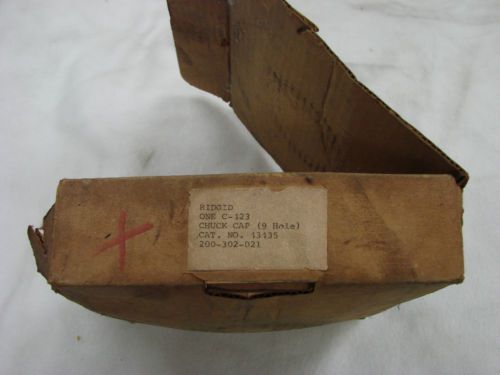 RIDGID
ONE C-123
CHUCK CAP (9 Hole)
CAT. NO. 43435
200-302-021